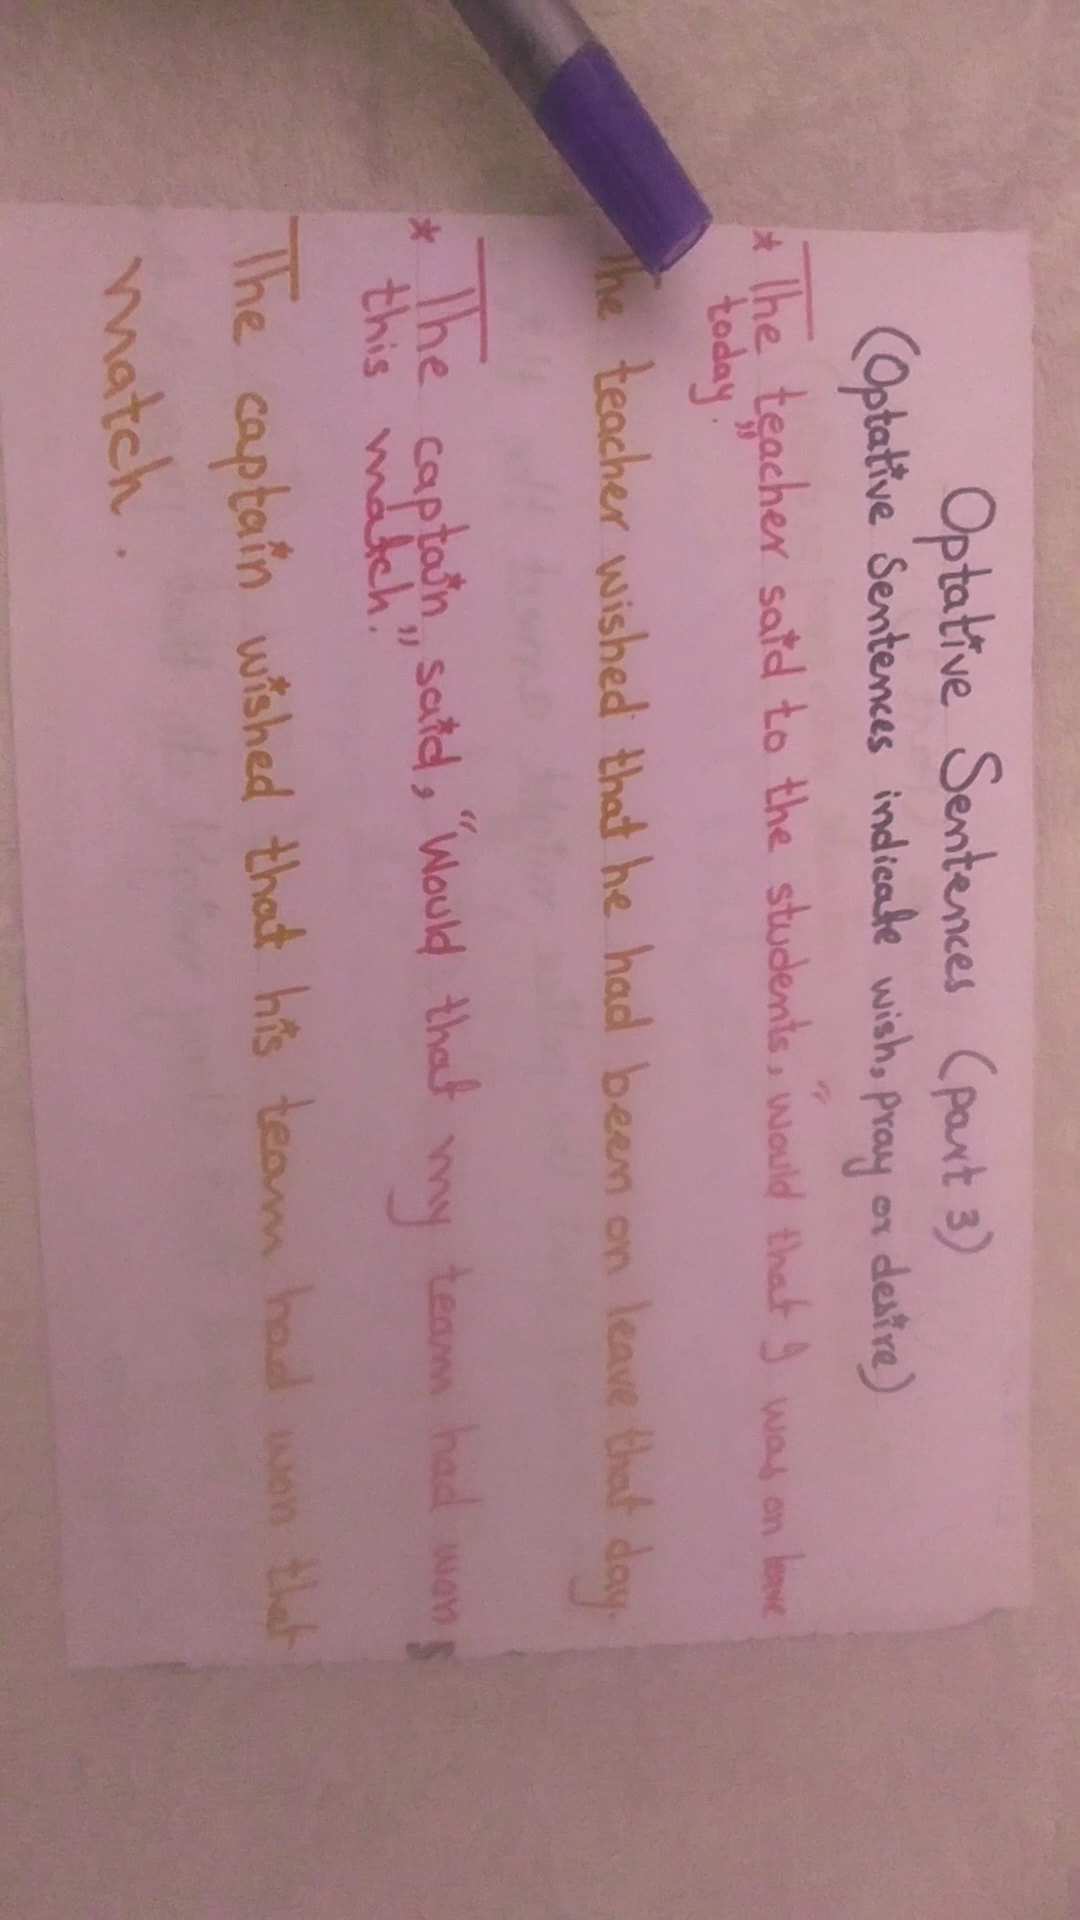 Optative Sentences (part 3)
(Optative Sentences indicate wish, pray or desire)
* The teacher said to the students, "Would that I was on leave
today."
The teacher wished that he had been on leave that day.
* The captain said, "Would that my team had won
this match."
The captain wished that his team had won that
match.